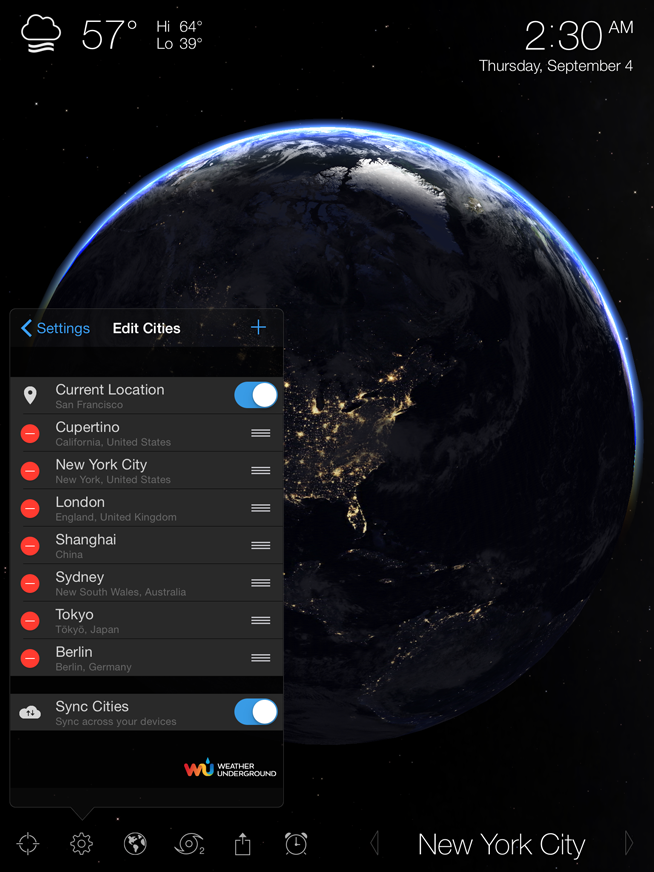 57°
Hi 64°
Lo 39°
2:30 AM
Thursday, September 4
Settings
Edit Cities
Current Location
San Francisco
Cupertino
California, United States
New York City
New York, United States
London
England, United Kingdom
Shanghai
China
Sydney
New South Wales, Australia
Tokyo
Tōkyō, Japan
Berlin
Berlin, Germany
Sync Cities
Sync across your devices
wu WEATHER
UNDERGROUND
2
New York City